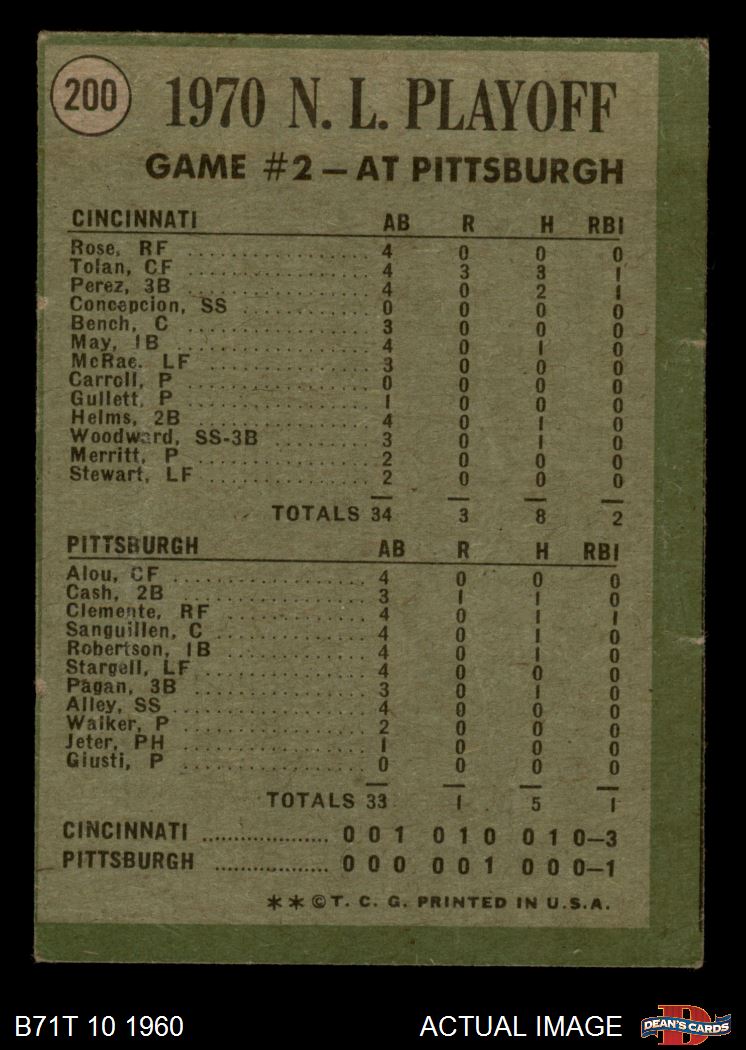 200
1970 N. L. PLAYOFF
GAME #2 — AT PITTSBURGH
CINCINNATI AB R H RBI
Rose, RF .................... 4 0 0 0
Tolan, CF .................... 4 3 3 1
Perez, 3B .................... 4 0 2 1
Concepcion, SS .............. 0 0 0 0
Bench, C .................... 3 0 0 0
May, 1B .................... 4 0 1 0
McRae. LF .................. 3 0 0 0
Carroll, P .................. 0 0 0 0
Gullett, P .................. 1 0 0 0
Helms, 2B .................. 4 0 1 0
Woodward, SS-3B .......... 3 0 1 0
Merritt, P .................. 2 0 0 0
Stewart, LF ................ 2 0 0 0
TOTALS 34 3 8 2
PITTSBURGH AB R H RBI
Alou, CF .................... 4 0 0 0
Cash, 2B .................... 3 1 1 0
Clemente, RF .............. 4 0 1 1
Sanguillen, C .............. 4 0 1 0
Robertson, 1B .............. 4 0 1 0
Stargell, LF ................ 4 0 0 0
Pagan, 3B .................. 3 0 1 0
Alley, SS .................. 4 0 0 0
Walker, P .................. 2 0 0 0
Jeter, PH .................. 1 0 0 0
Giusti, P .................. 0 0 0 0
TOTALS 33 1 5 1
CINCINNATI .................... 0 0 1 0 1 0 0 1 0—3
PITTSBURGH .................. 0 0 0 0 0 1 0 0 0—1
**©T. C. G. PRINTED IN U.S.A.
B71T 10 1960 ACTUAL IMAGE
D
DEAN'S CARDS